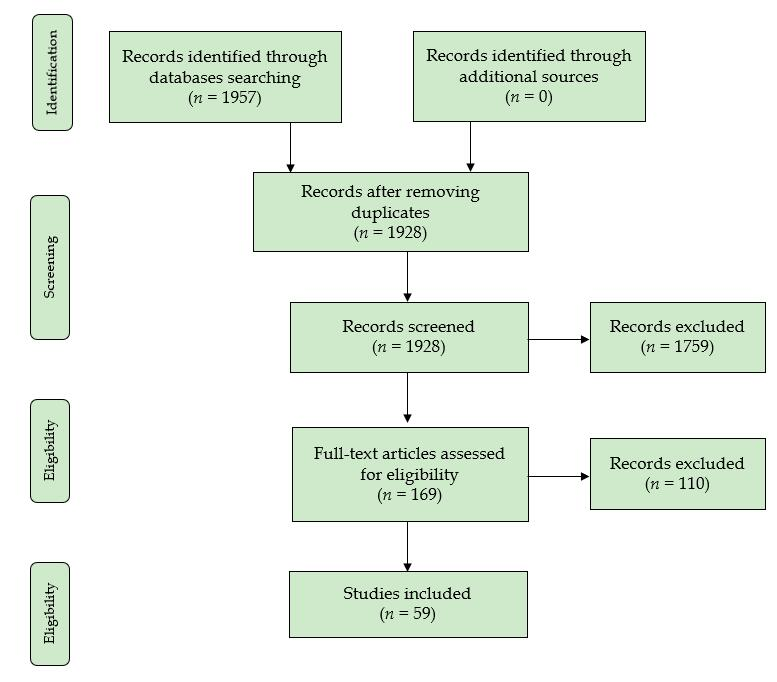 Identification
Records identified through
databases searching
(n = 1957)
Records identified through
additional sources
(n = 0)
Records after removing
duplicates
(n = 1928)
Screening
Records screened
(n = 1928)
Records excluded
(n = 1759)
Eligibility
Full-text articles assessed
for eligibility
(n = 169)
Records excluded
(n = 110)
Eligibility
Studies included
(n = 59)